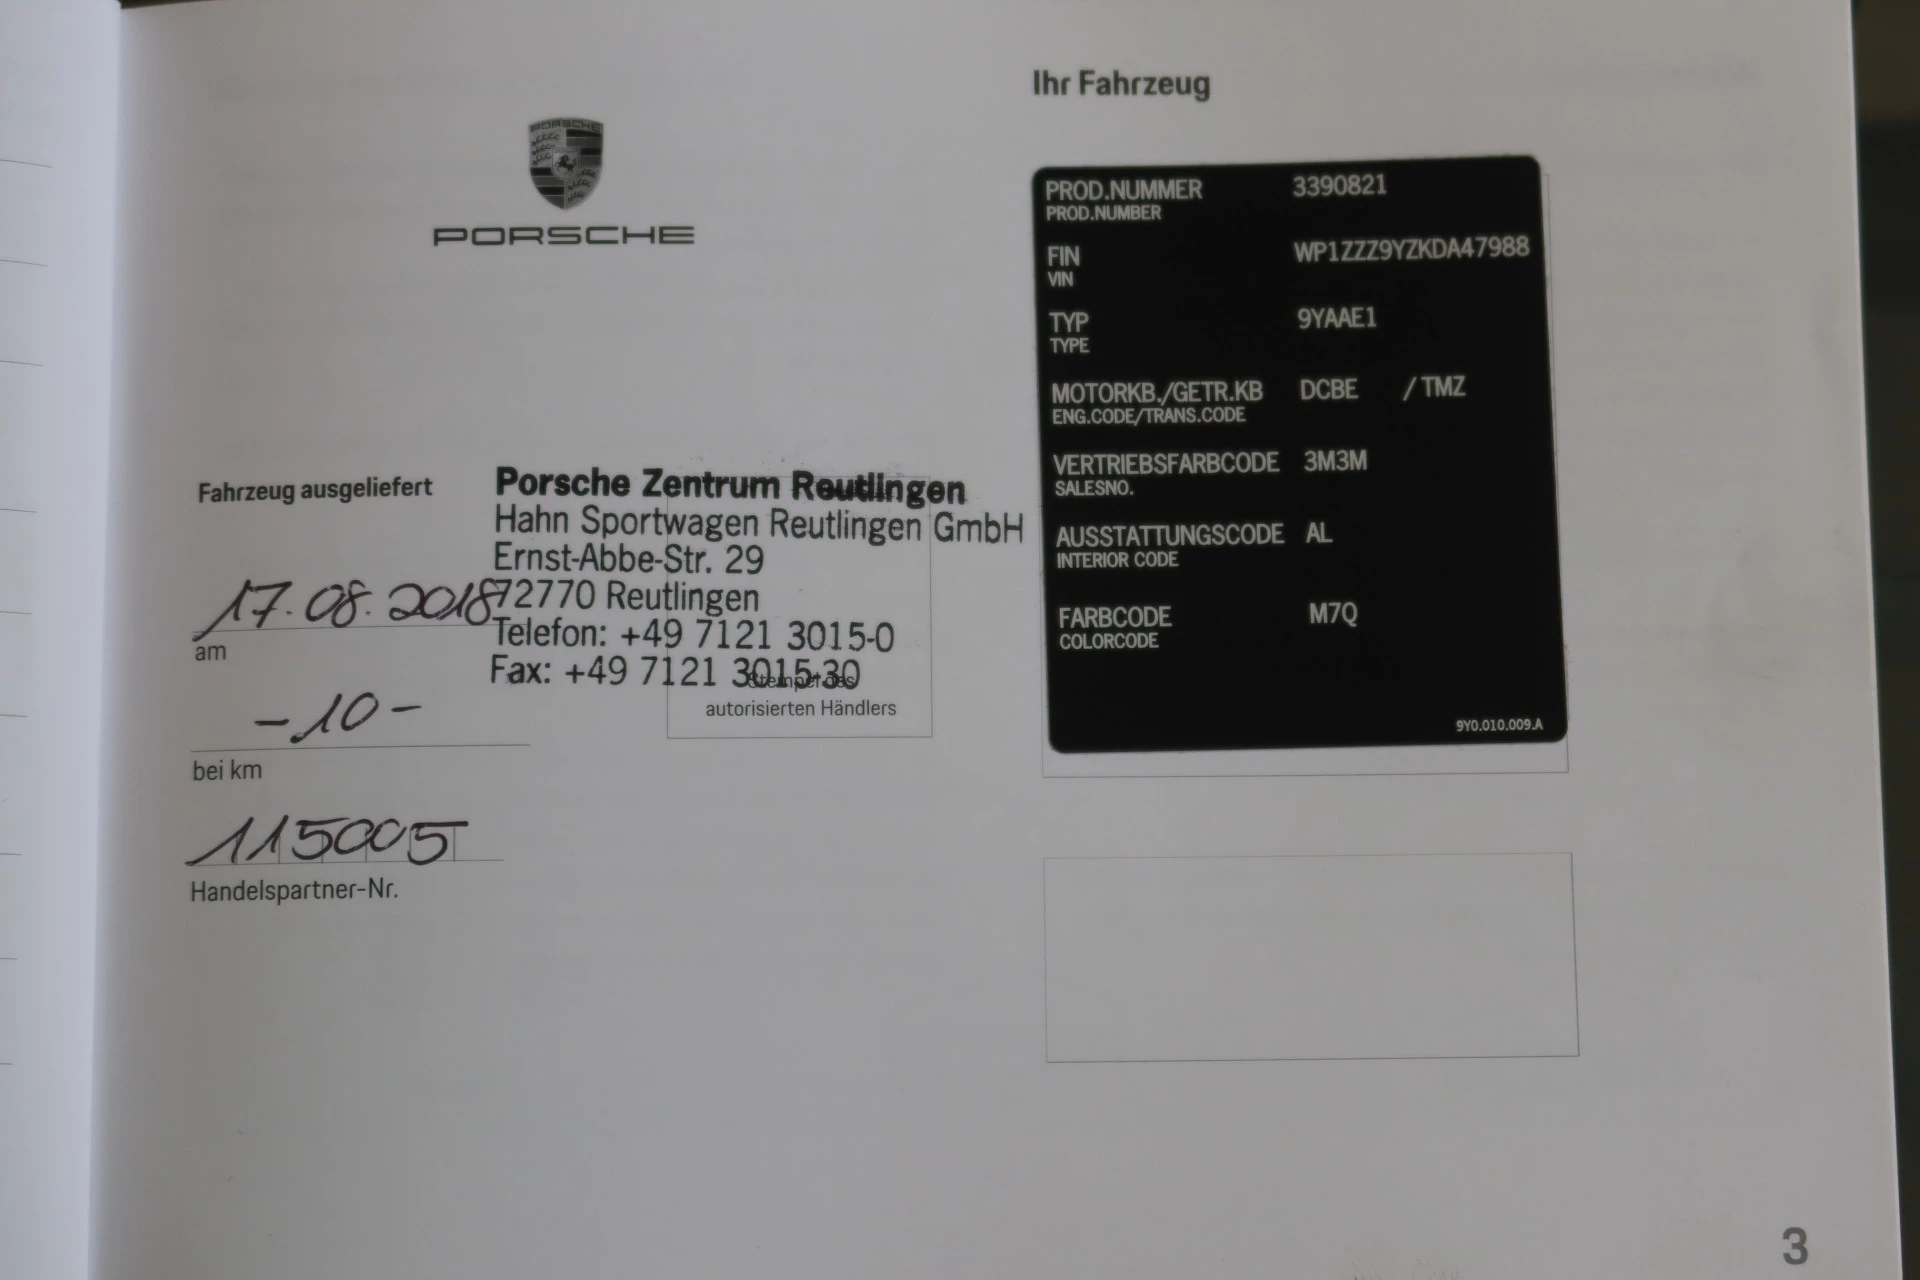 PORSCHE
PORSCHE
Fahrzeug ausgeliefert
Porsche Zentrum Reutlingen
Hahn Sportwagen Reutlingen GmbH
Ernst-Abbe-Str. 29
72770 Reutlingen
Telefon: +49 7121 3015-0
Fax: +49 7121 3015-30
Stempel des
autorisierten Händlers
17.08.2018
am
-10-
bei km
115005
Handelspartner-Nr.
Ihr Fahrzeug
PROD.NUMMER 3390821
PROD.NUMBER
FIN WP1ZZZ9YZKDA47988
VIN
TYP 9YAAE1
TYPE
MOTORKB./GETR.KB DCBE / TMZ
ENG.CODE/TRANS.CODE
VERTRIEBSFARBCODE 3M3M
SALESNO.
AUSSTATTUNGSCODE AL
INTERIOR CODE
FARBCODE M7Q
COLORCODE
9Y0.010.009.A
3